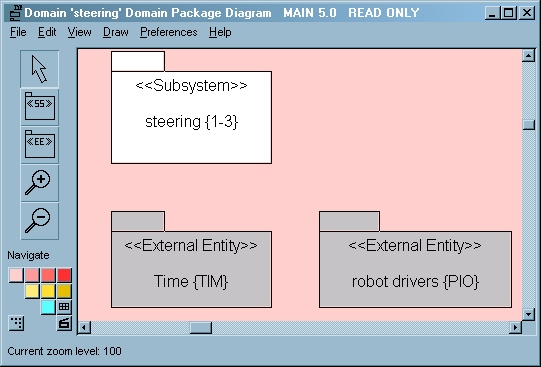 Domain 'steering' Domain Package Diagram MAIN 5.0 READ ONLY
File Edit View Draw Preferences Help
<<Subsystem>>
steering {1-3}
<<SS>>
<<EE>>
<<External Entity>>
Time {TIM}
<<External Entity>>
robot drivers {PIO}
Navigate
Current zoom level: 100